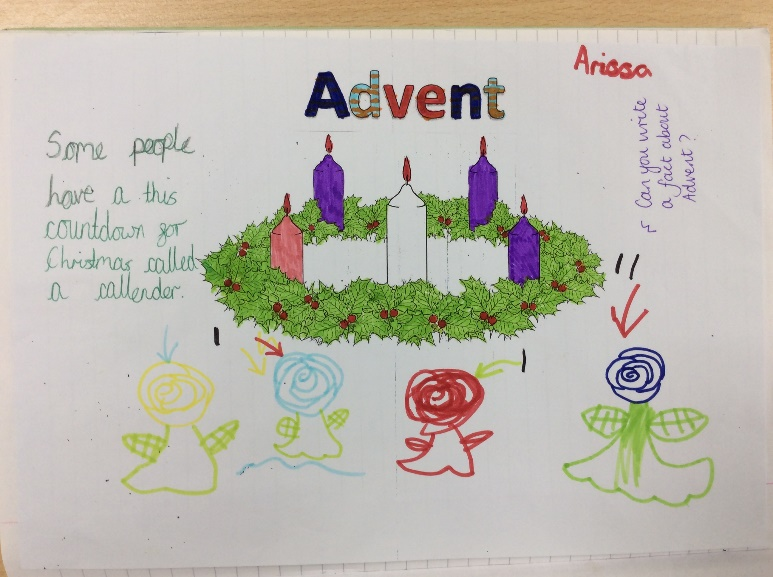 Advent
Arissa
Some people
have a this
countdown for
Christmas called
a callender.
Can you write
a fact about
Advent?